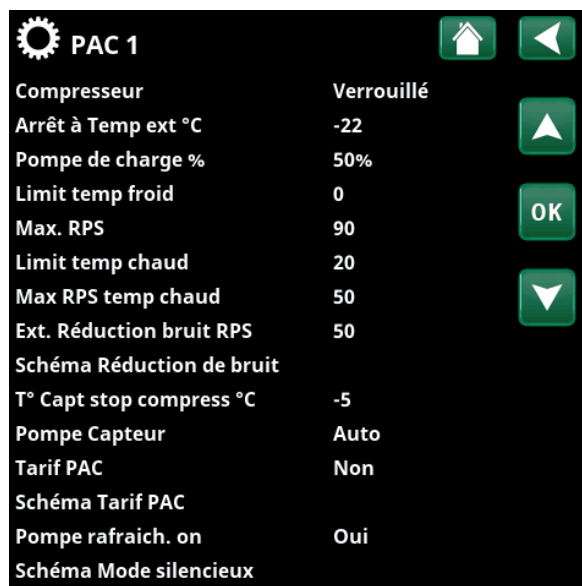 PAC 1
Compresseur Verrouillé
Arrêt à Temp ext °C -22
Pompe de charge % 50%
Limit temp froid 0
OK
Max. RPS 90
Limit temp chaud 20
Max RPS temp chaud 50
Ext. Réduction bruit RPS 50
Schéma Réduction de bruit
T° Capt stop compress °C -5
Pompe Capteur Auto
Tarif PAC Non
Schéma Tarif PAC
Pompe rafraich. on Oui
Schéma Mode silencieux